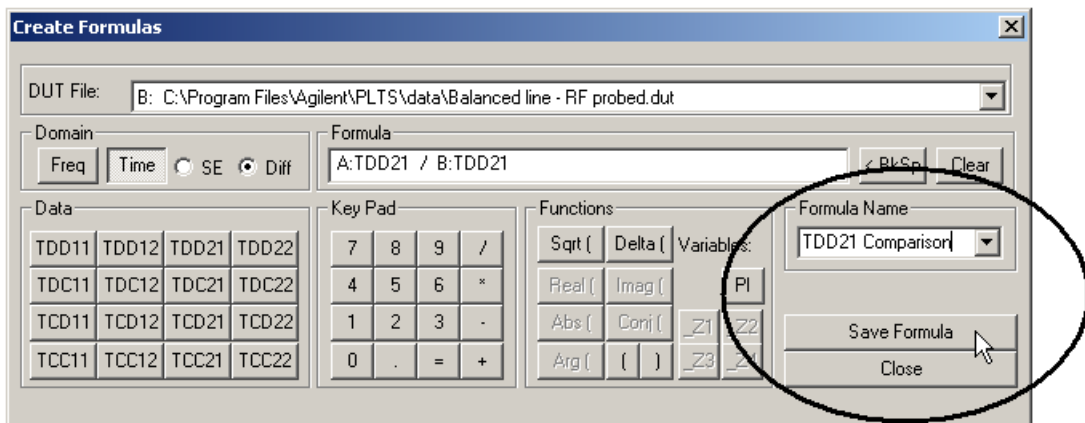 Create Formulas
DUT File: B: C:\Program Files\Agilent\PLTS\data\Balanced line - RF probed.dut
Domain
Freq Time SE Diff
Formula
A:TDD21 / B:TDD21 < BkSp Clear
Data
TDD11 TDD12 TDD21 TDD22
TDC11 TDC12 TDC21 TDC22
TCD11 TCD12 TCD21 TCD22
TCC11 TCC12 TCC21 TCC22
Key Pad
7 8 9 /
4 5 6 *
1 2 3 -
0 . = +
Functions
Sqrt ( Delta ( Variables:
Real ( Imag ( PI
Abs ( Conj ( _Z1 _Z2
Arg ( ( ) _Z3 _Z4
Formula Name
TDD21 Comparison
Save Formula
Close